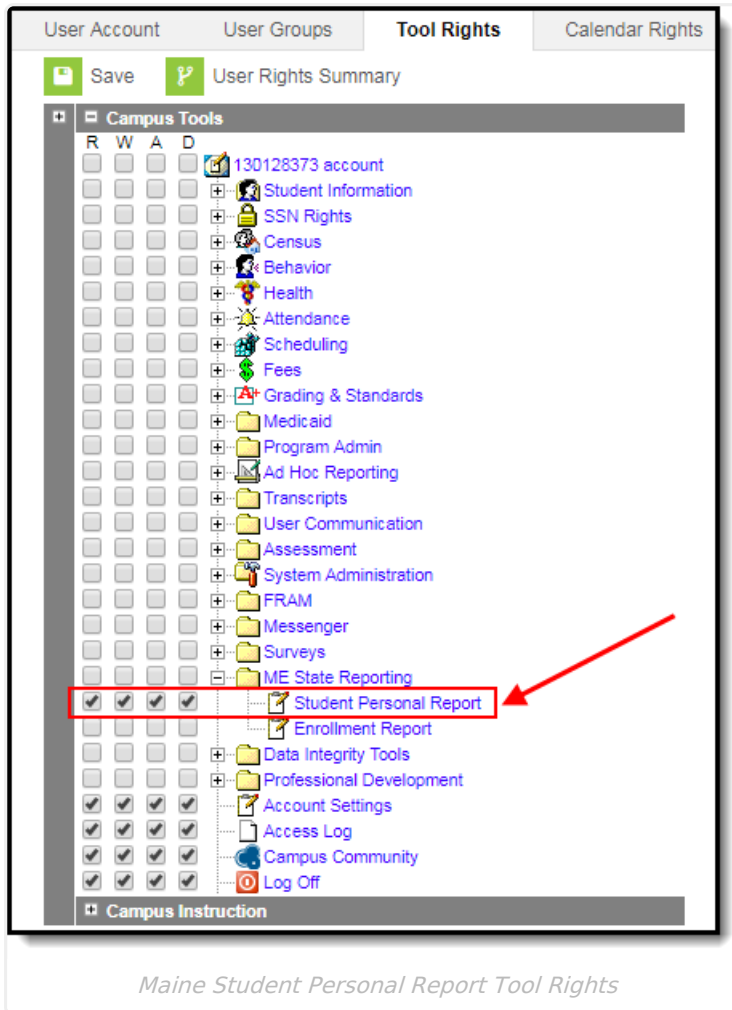 User Account User Groups Tool Rights Calendar Rights
Save User Rights Summary
Campus Tools
R W A D
130128373 account
Student Information
SSN Rights
Census
Behavior
Health
Attendance
Scheduling
Fees
Grading & Standards
Medicaid
Program Admin
Ad Hoc Reporting
Transcripts
User Communication
Assessment
System Administration
FRAM
Messenger
Surveys
ME State Reporting
Student Personal Report
Enrollment Report
Data Integrity Tools
Professional Development
Account Settings
Access Log
Campus Community
Log Off
Campus Instruction
Maine Student Personal Report Tool Rights